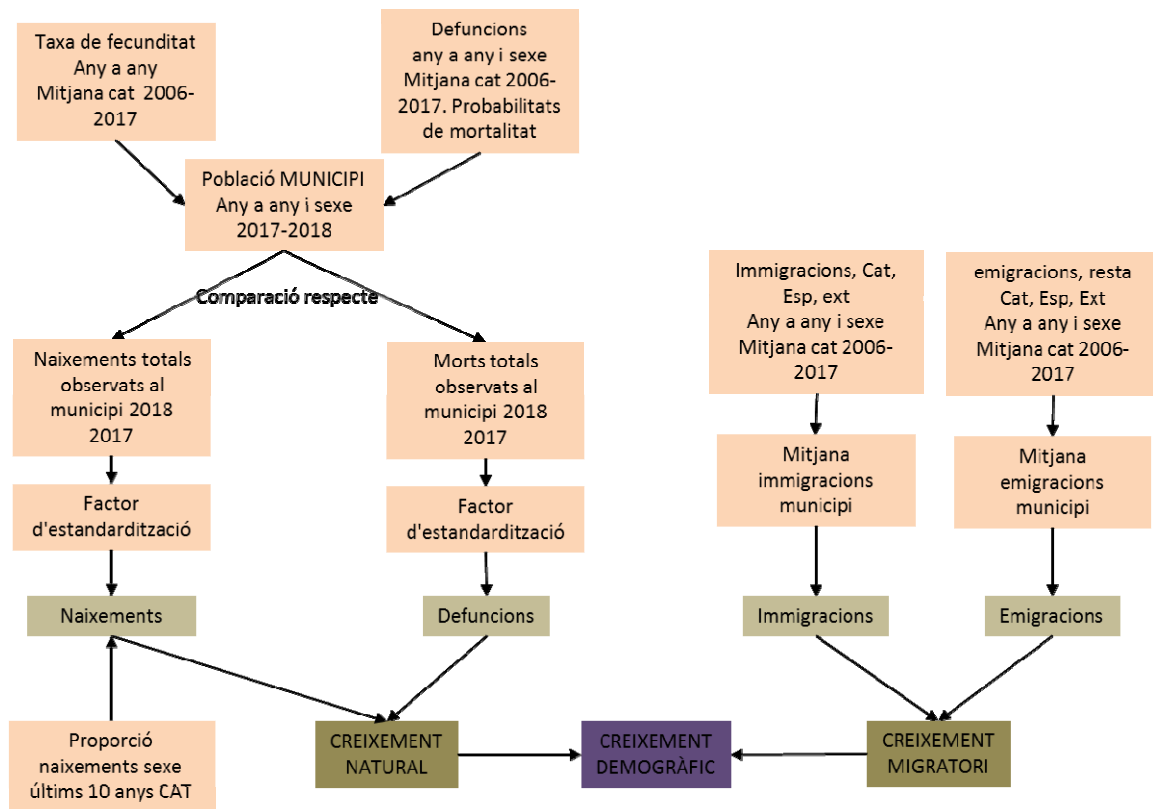 Taxa de fecunditat
Any a any
Mitjana cat 2006-
2017
Defuncions
any a any i sexe
Mitjana cat 2006-
2017. Probabilitats
de mortalitat
Població MUNICIPI
Any a any i sexe
2017-2018
Comparació respecte
Naixements totals
observats al
municipi 2018
2017
Morts totals
observats al
municipi 2018
2017
Immigracions, Cat,
Esp, ext
Any a any i sexe
Mitjana cat 2006-
2017
emigracions, resta
Cat, Esp, Ext
Any a any i sexe
Mitjana cat 2006-
2017
Factor
d'estandardització
Factor
d'estandardització
Mitjana
immigracions
municipi
Mitjana
emigracions
municipi
Naixements
Defuncions
Immigracions
Emigracions
Proporció
naixements sexe
últims 10 anys CAT
CREIXEMENT
NATURAL
CREIXEMENT
DEMOGRÀFIC
CREIXEMENT
MIGRATORI